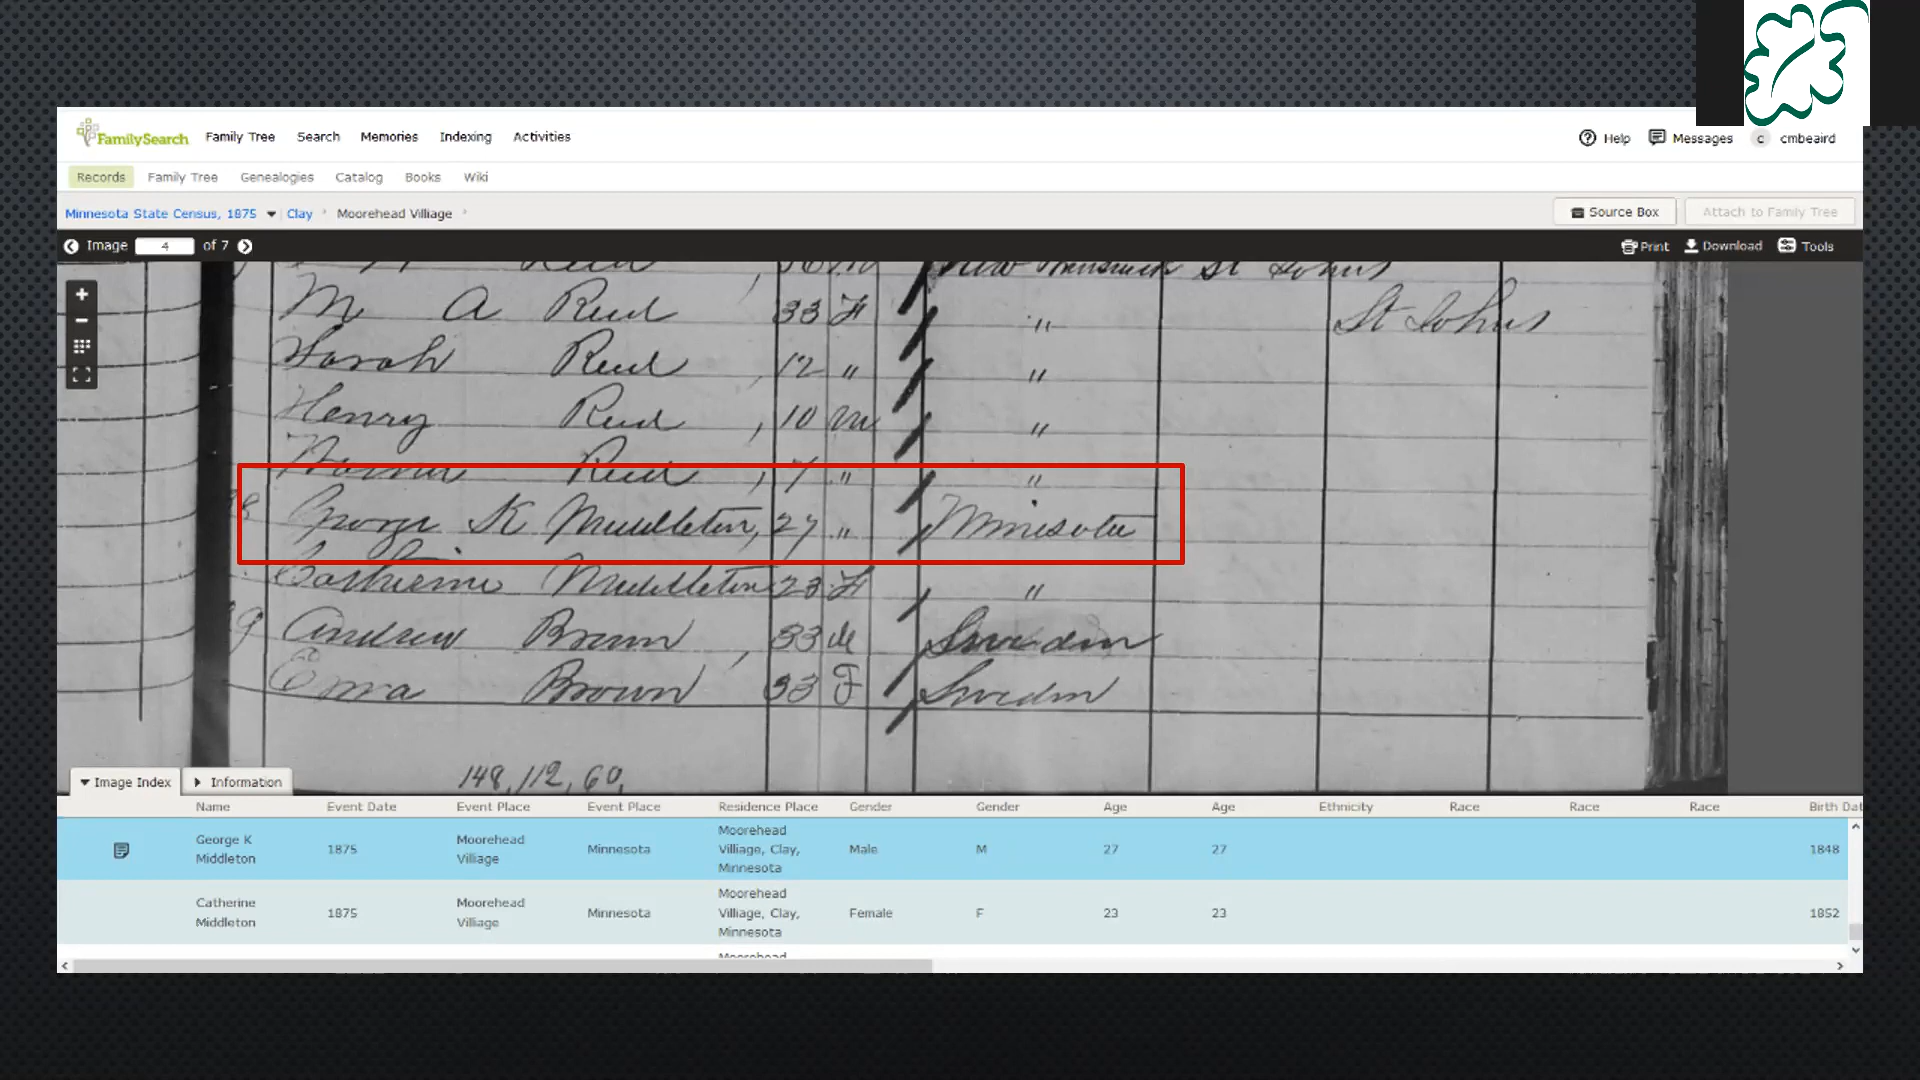 FamilySearch Family Tree Search Memories Indexing Activities
Help Messages c cmbeaird
Records Family Tree Genealogies Catalog Books Wiki
Minnesota State Census, 1875 Clay Moorehead Villiage
Source Box Attach to Family Tree
Image 4 of 7
Print Download Tools
M A Reed 33 F " St Johns
Sarah Reed , 12 " "
Henry Reed , 10 M "
Reed , 7 " "
8 George K Middleton, 27 " Minisota
Catherine Middleton 23 F "
9 Andrew Brown , 33 M Sweden
Emma Brown 33 F Sweden
148, 112, 60,
Image Index Information
Name Event Date Event Place Event Place Residence Place Gender Gender Age Age Ethnicity Race Race Race Birth Dat
George K Middleton 1875 Moorehead Village Minnesota Moorehead Villiage, Clay, Minnesota Male M 27 27 1848
Catherine Middleton 1875 Moorehead Village Minnesota Moorehead Villiage, Clay, Minnesota Female F 23 23 1852
Moorehead